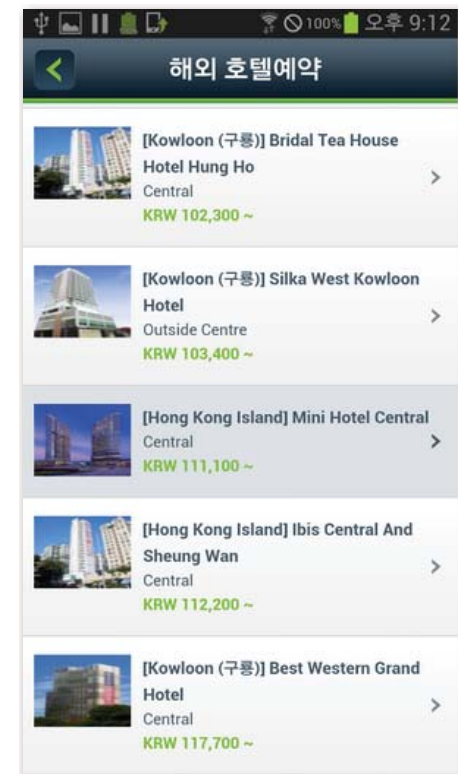 100% 오후 9:12
해외 호텔예약
[Kowloon (구룡)] Bridal Tea House
Hotel Hung Ho
Central
KRW 102,300 ~
[Kowloon (구룡)] Silka West Kowloon
Hotel
Outside Centre
KRW 103,400 ~
[Hong Kong Island] Mini Hotel Central
Central
KRW 111,100 ~
[Hong Kong Island] Ibis Central And
Sheung Wan
Central
KRW 112,200 ~
[Kowloon (구룡)] Best Western Grand
Hotel
Central
KRW 117,700 ~